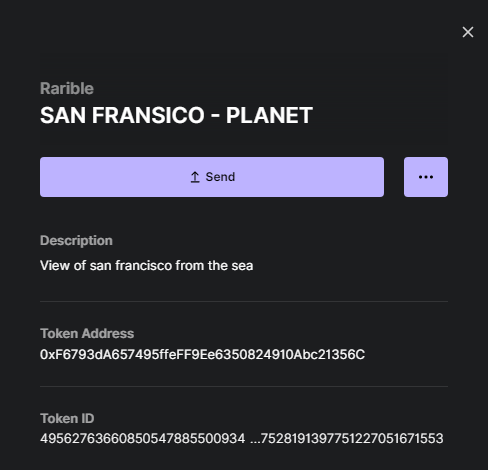 Rarible
SAN FRANSICO - PLANET
Send
Description
View of san francisco from the sea
Token Address
0xF6793dA657495ffeFF9Ee6350824910Abc21356C
Token ID
49562763660850547885500934 ...7528191397751227051671553